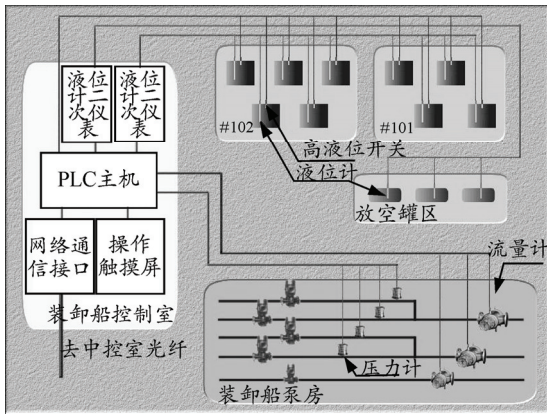 液位
计二
次仪
表
液位
计二
次仪
表
PLC主机
网络通
信接口
操作
触摸屏
装卸船控制室
去中控室光纤
#102
#101
高液位开关
液位计
放空罐区
流量计
压力计
装卸船泵房